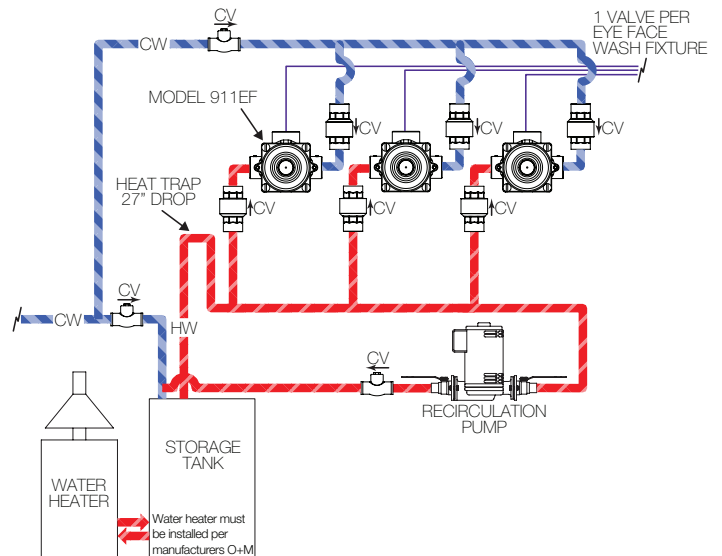 CV
CW
1 VALVE PER
EYE FACE
WASH FIXTURE
MODEL 911EF
CV
CV
CV
HEAT TRAP
27" DROP
CV
CV
CV
CV
CW
HW
CV
RECIRCULATION
PUMP
STORAGE
TANK
WATER
HEATER
Water heater must
be installed per
manufacturers O+M